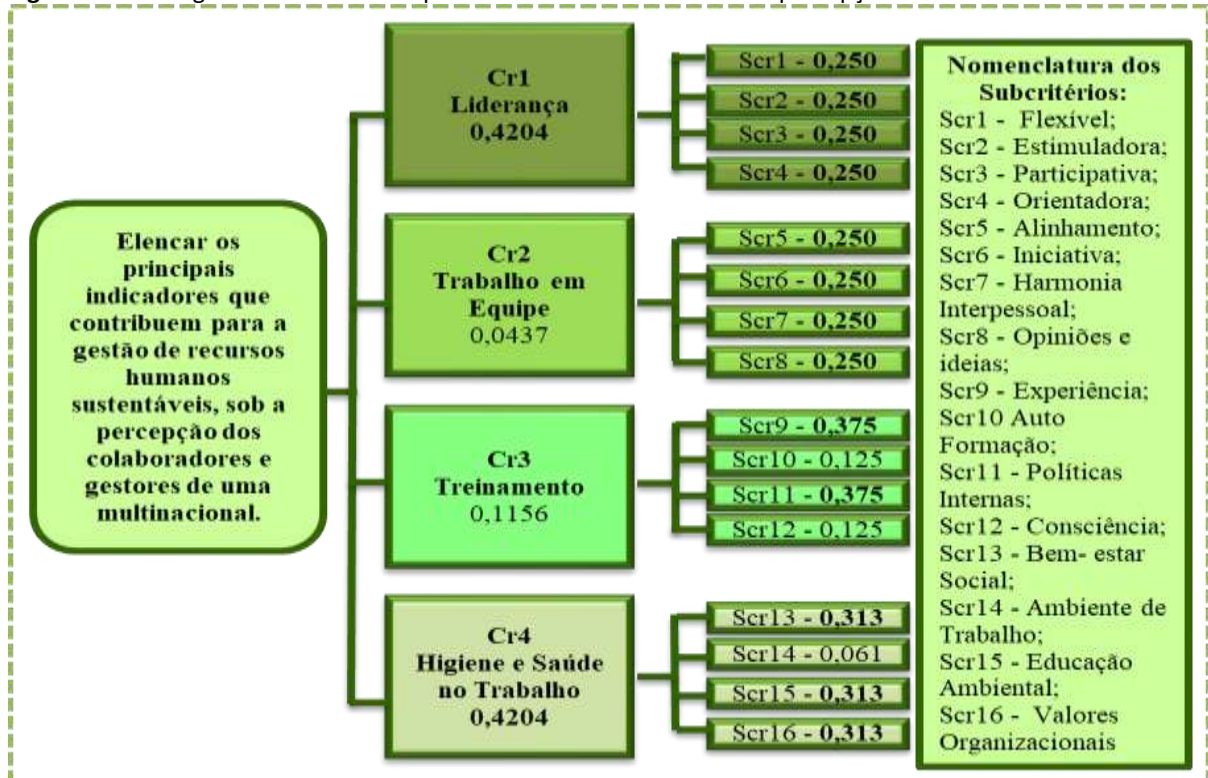 Elencar os
principais
indicadores que
contribuem para a
gestão de recursos
humanos
sustentáveis, sob a
percepção dos
colaboradores e
gestores de uma
multinacional.
Cr1
Liderança
0,4204
Scr1 - 0,250
Scr2 - 0,250
Scr3 - 0,250
Scr4 - 0,250
Cr2
Trabalho em
Equipe
0,0437
Scr5 - 0,250
Scr6 - 0,250
Scr7 - 0,250
Scr8 - 0,250
Cr3
Treinamento
0,1156
Scr9 - 0,375
Scr10 - 0,125
Scr11 - 0,375
Scr12 - 0,125
Cr4
Higiene e Saúde
no Trabalho
0,4204
Scr13 - 0,313
Scr14 - 0,061
Scr15 - 0,313
Scr16 - 0,313
Nomenclatura dos
Subcritérios:
Scr1 - Flexível;
Scr2 - Estimuladora;
Scr3 - Participativa;
Scr4 - Orientadora;
Scr5 - Alinhamento;
Scr6 - Iniciativa;
Scr7 - Harmonia
Interpessoal;
Scr8 - Opiniões e
ideias;
Scr9 - Experiência;
Scr10 Auto
Formação;
Scr11 - Políticas
Internas;
Scr12 - Consciência;
Scr13 - Bem- estar
Social;
Scr14 - Ambiente de
Trabalho;
Scr15 - Educação
Ambiental;
Scr16 - Valores
Organizacionais